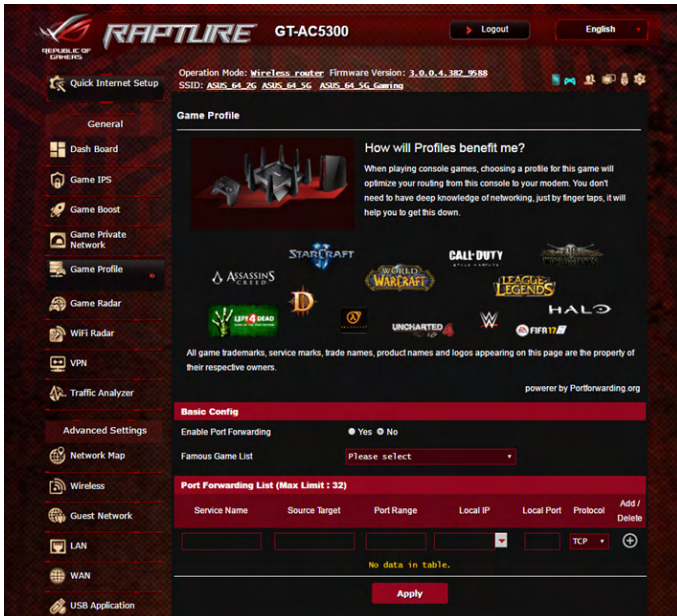 REPUBLIC OF
GAMERS
RAPTURE
GT-AC5300
Logout
English
Quick Internet Setup
Operation Mode: Wireless router Firmware Version: 3.0.0.4.382_9588
SSID: ASUS_64_2G ASUS_64_5G ASUS_64_5G_Gaming
General
Dash Board
Game IPS
Game Boost
Game Private
Network
Game Profile
Game Radar
WiFi Radar
VPN
Traffic Analyzer
Advanced Settings
Network Map
Wireless
Guest Network
LAN
WAN
USB Application
Game Profile
How will Profiles benefit me?
When playing console games, choosing a profile for this game will
optimize your routing from this console to your modem. You don't
need to have deep knowledge of networking, just by finger taps, it will
help you to get this down.
STARCRAFT
CALL OF DUTY
ASSASSIN'S
CREED
WORLD
WARCRAFT
LEAGUE OF
LEGENDS
D
HALO
LEFT 4 DEAD
UNCHARTED 4
W
FIFA 17
All game trademarks, service marks, trade names, product names and logos appearing on this page are the property of
their respective owners.
powerer by Portforwarding.org
Basic Config
Enable Port Forwarding
Yes No
Famous Game List
Please select
Port Forwarding List (Max Limit : 32)
Service Name Source Target Port Range Local IP Local Port Protocol Add /
Delete
TCP
No data in table.
Apply